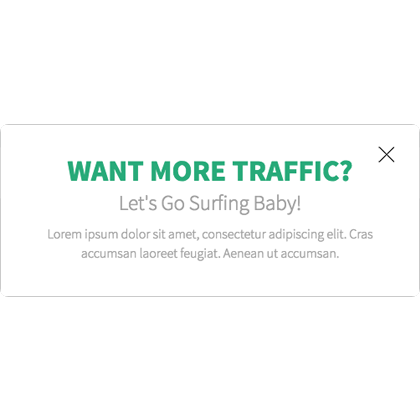 WANT MORE TRAFFIC?
Let's Go Surfing Baby!
Lorem ipsum dolor sit amet, consectetur adipiscing elit. Cras
accumsan laoreet feugiat. Aenean ut accumsan.